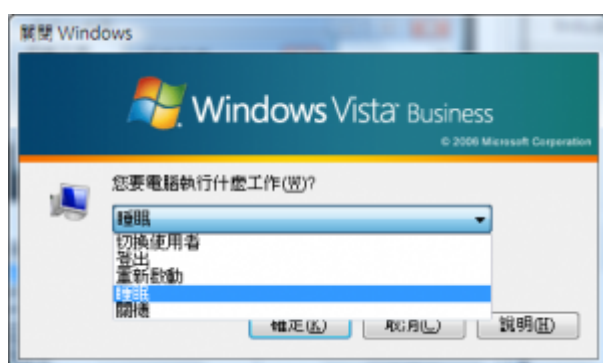 關閉 Windows
Windows Vista™ Business
© 2006 Microsoft Corporation
您要電腦執行什麼工作(W)?
睡眠
切換使用者
登出
重新啟動
睡眠
關機
確定(K)
取消(L)
說明(H)